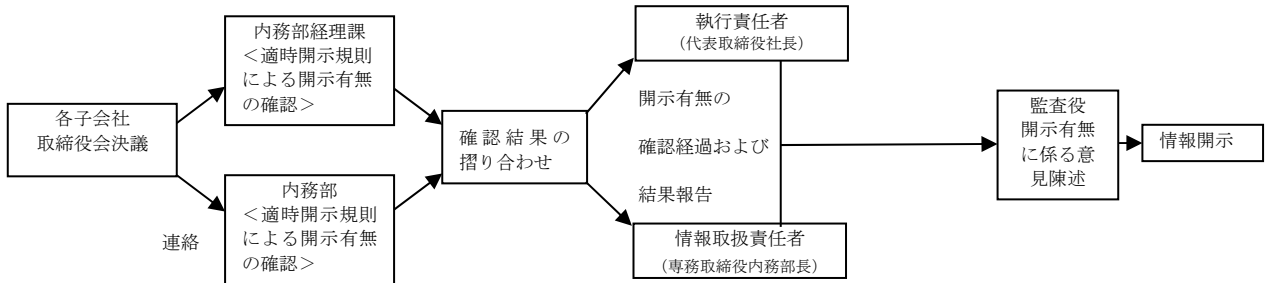 各子会社
取締役会決議
内務部経理課
＜適時開示規則
による開示有無
の確認＞
連絡
内務部
＜適時開示規則
による開示有無
の確認＞
確認結果の
摺り合わせ
執行責任者
（代表取締役社長）
開示有無の
確認経過および
結果報告
情報取扱責任者
（専務取締役内務部長）
監査役
開示有無
に係る意
見陳述
情報開示